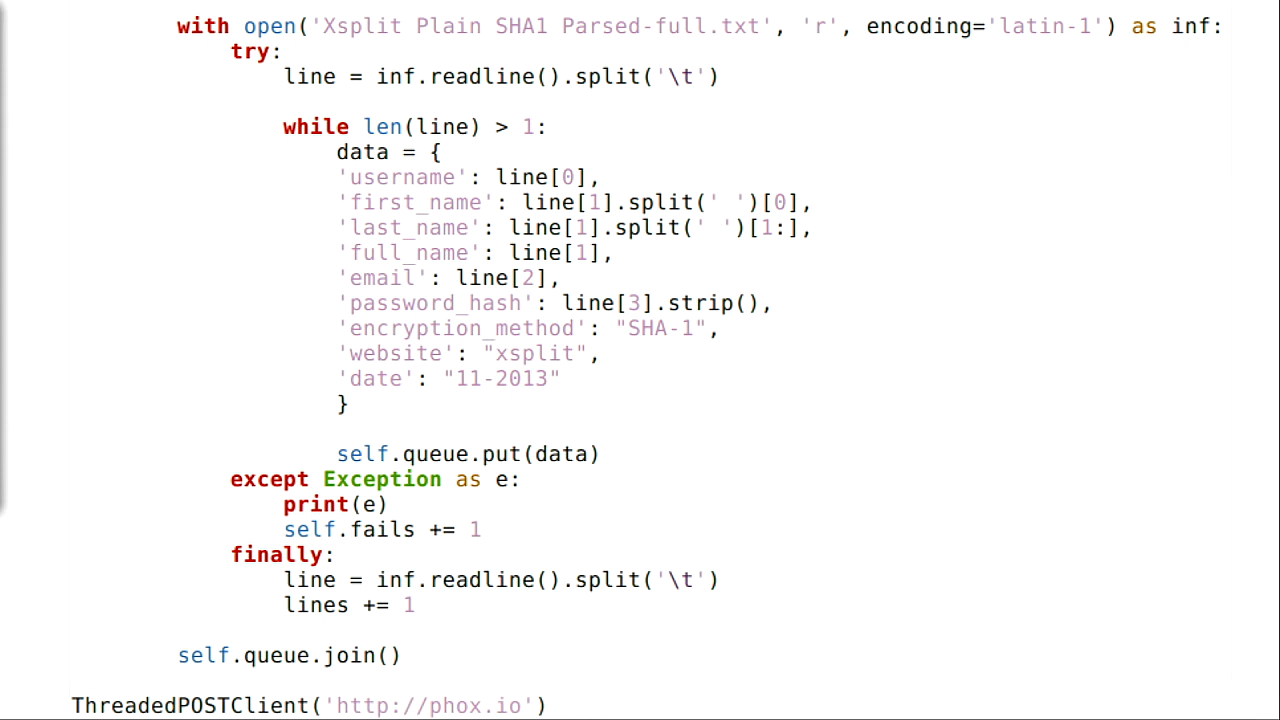 with open('Xsplit Plain SHA1 Parsed-full.txt', 'r', encoding='latin-1') as inf:
try:
line = inf.readline().split('\t')
while len(line) > 1:
data = {
'username': line[0],
'first_name': line[1].split(' ')[0],
'last_name': line[1].split(' ')[1:],
'full_name': line[1],
'email': line[2],
'password_hash': line[3].strip(),
'encryption_method': "SHA-1",
'website': "xsplit",
'date': "11-2013"
}
self.queue.put(data)
except Exception as e:
print(e)
self.fails += 1
finally:
line = inf.readline().split('\t')
lines += 1
self.queue.join()
ThreadedPOSTClient('http://phox.io')